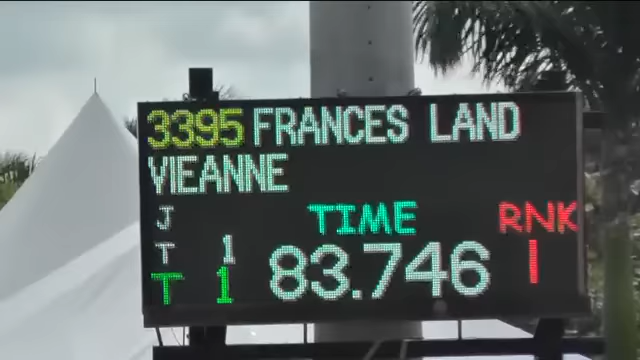 3395 FRANCES LAND
VIEANNE
J TIME RNK
T 1 83.746 1
T 1